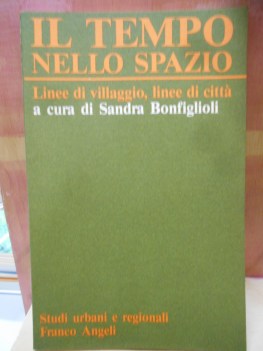 IL TEMPO
NELLO SPAZIO
Linee di villaggio, linee di città
a cura di Sandra Bonfiglioli
Studi urbani e regionali
Franco Angeli